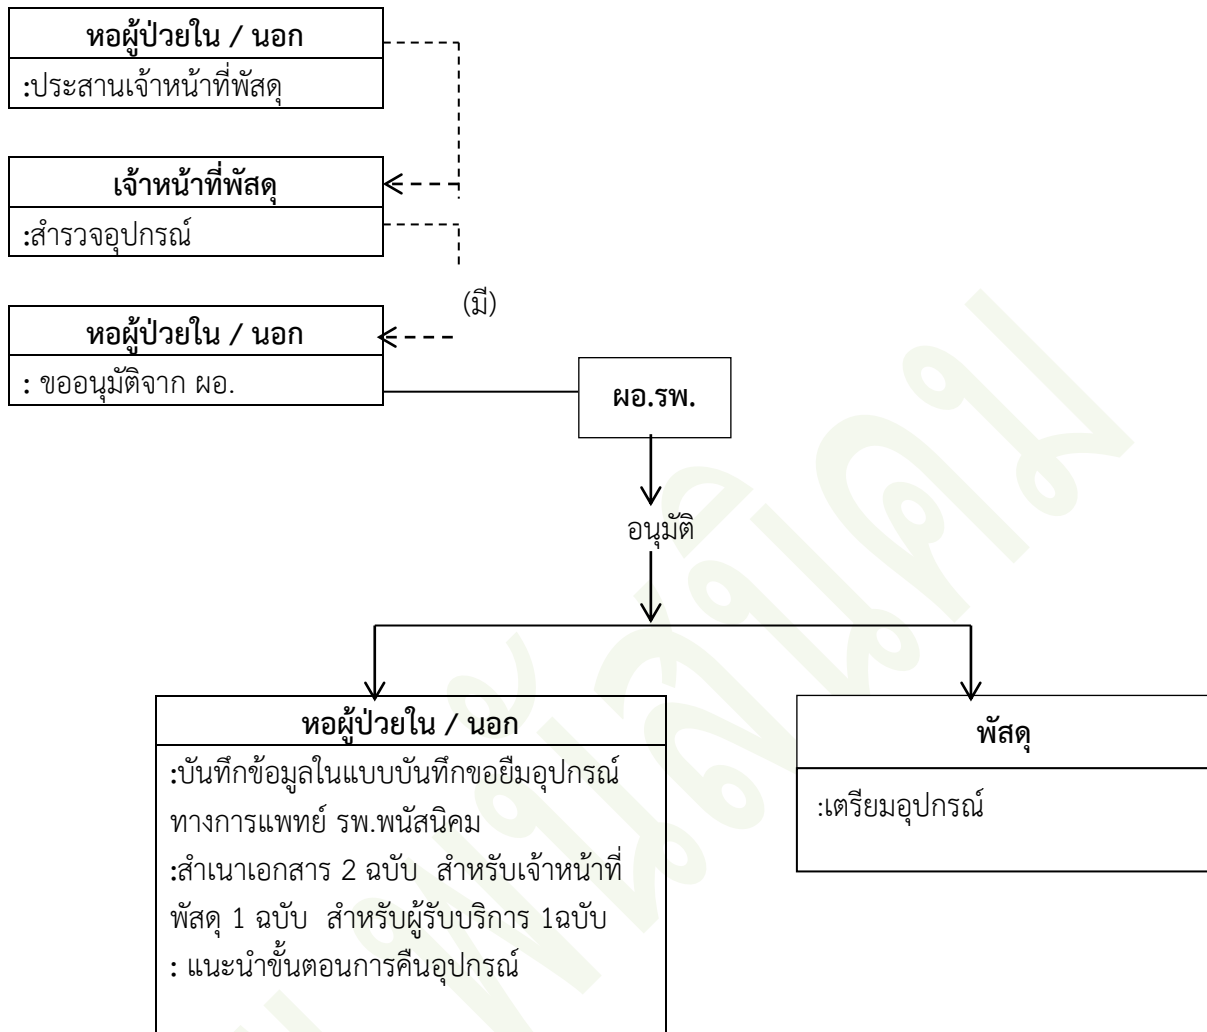 หอผู้ป่วยใน / นอก
:ประสานเจ้าหน้าที่พัสดุ
เจ้าหน้าที่พัสดุ
:สำรวจอุปกรณ์
(มี)
หอผู้ป่วยใน / นอก
: ขออนุมัติจาก ผอ.
ผอ.รพ.
อนุมัติ
หอผู้ป่วยใน / นอก
:บันทึกข้อมูลในแบบบันทึกขอยืมอุปกรณ์
ทางการแพทย์ รพ.พนัสนิคม
:สำเนาเอกสาร 2 ฉบับ สำหรับเจ้าหน้าที่
พัสดุ 1 ฉบับ สำหรับผู้รับบริการ 1ฉบับ
: แนะนำขั้นตอนการคืนอุปกรณ์
พัสดุ
:เตรียมอุปกรณ์